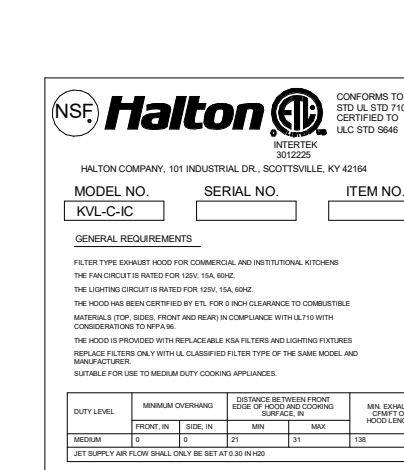 NSF
Halton
ETL
LISTED
INTERTEK
3012225
CONFORMS TO
STD UL STD 710
CERTIFIED TO
ULC STD S646
HALTON COMPANY, 101 INDUSTRIAL DR., SCOTTSVILLE, KY 42164
MODEL NO. SERIAL NO. ITEM NO.
KVL-C-IC
GENERAL REQUIREMENTS
FILTER TYPE EXHAUST HOOD FOR COMMERCIAL AND INSTITUTIONAL KITCHENS
THE FAN CIRCUIT IS RATED FOR 125V, 15A, 60HZ.
THE LIGHTING CIRCUIT IS RATED FOR 125V, 15A, 60HZ.
THE HOOD HAS BEEN CERTIFIED BY ETL FOR 0 INCH CLEARANCE TO COMBUSTIBLE
MATERIALS (TOP, SIDES, FRONT AND REAR) IN COMPLIANCE WITH UL710 WITH
CONSIDERATIONS TO NFPA 96.
THE HOOD IS PROVIDED WITH REPLACEABLE KSA FILTERS AND LIGHTING FIXTURES
REPLACE FILTERS ONLY WITH UL CLASSIFIED FILTER TYPE OF THE SAME MODEL AND
MANUFACTURER.
SUITABLE FOR USE TO MEDIUM DUTY COOKING APPLIANCES.
DUTY LEVEL
MINIMUM OVERHANG
DISTANCE BETWEEN FRONT
EDGE OF HOOD AND COOKING
SURFACE, IN
MIN. EXHAU
CFM/FT O
HOOD LENG
FRONT, IN SIDE, IN MIN MAX
MEDIUM 0 0 21 31 138
JET SUPPLY AIR FLOW SHALL ONLY BE SET AT 0.30 IN H20